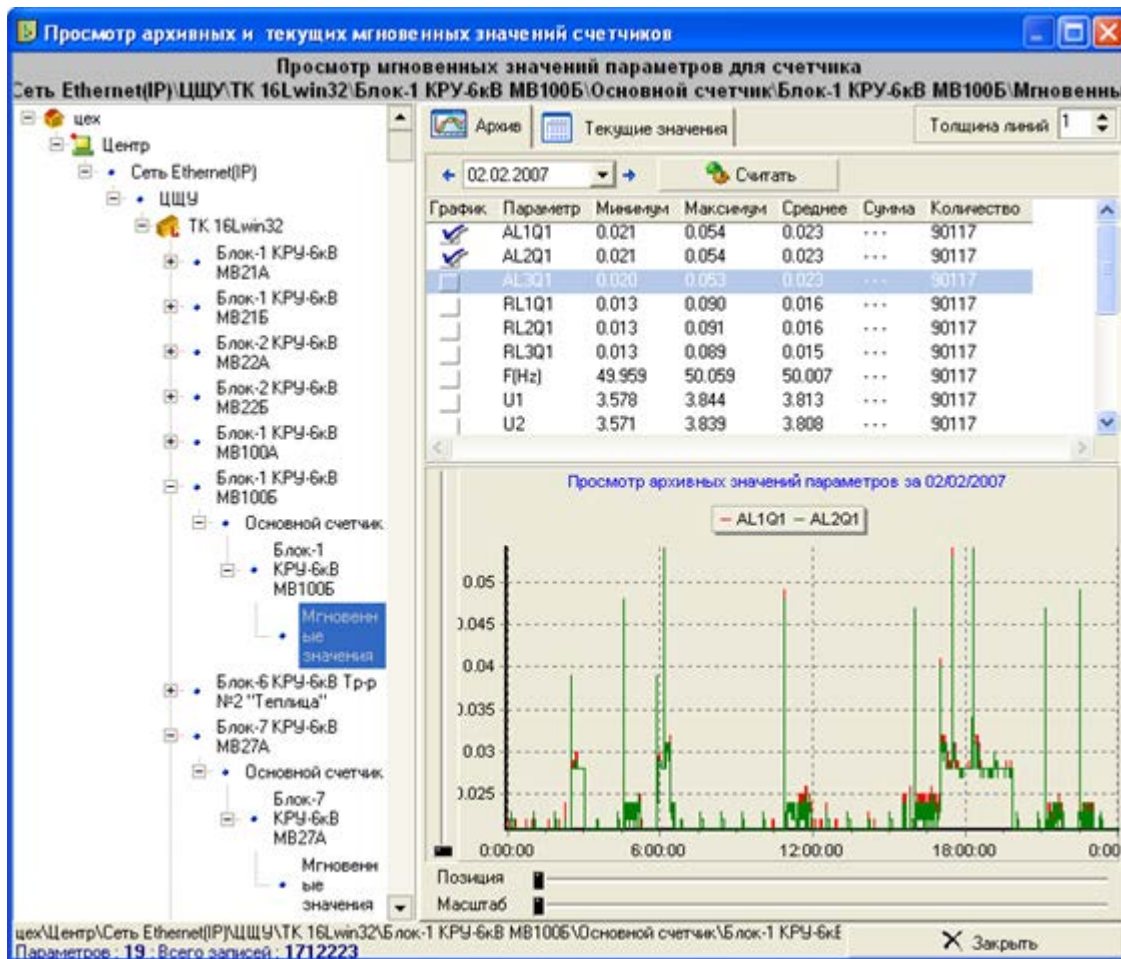 Просмотр архивных и текущих мгновенных значений счетчиков
Просмотр мгновенных значений параметров для счетчика
Сеть Ethernet(IP)\ЦЩУ\ТК 16Lwin32\Блок-1 КРУ-6кВ МВ100Б\Основной счетчик\Блок-1 КРУ-6кВ МВ100Б\Мгновенны
цех
Центр
Сеть Ethernet(IP)
ЦЩУ
ТК 16Lwin32
Блок-1 КРУ-6кВ
МВ21А
Блок-1 КРУ-6кВ
МВ21Б
Блок-2 КРУ-6кВ
МВ22А
Блок-2 КРУ-6кВ
МВ22Б
Блок-1 КРУ-6кВ
МВ100А
Блок-1 КРУ-6кВ
МВ100Б
Основной счетчик
Блок-1
КРУ-6кВ
МВ100Б
Мгновенн
ые
значения
Блок-6 КРУ-6кВ Тр-р
№2 "Теплица"
Блок-7 КРУ-6кВ
МВ27А
Основной счетчик
Блок-7
КРУ-6кВ
МВ27А
Мгновенн
ые
значения
Архив Текущие значения Толщина линий 1
02.02.2007 Считать
График Параметр Минимум Максимум Среднее Сумма Количество
AL1Q1 0.021 0.054 0.023 --- 90117
AL2Q1 0.021 0.054 0.023 --- 90117
AL3Q1 0.020 0.053 0.023 --- 90117
RL1Q1 0.013 0.090 0.016 --- 90117
RL2Q1 0.013 0.091 0.016 --- 90117
RL3Q1 0.013 0.089 0.015 --- 90117
F(Hz) 49.959 50.059 50.007 --- 90117
U1 3.578 3.844 3.813 --- 90117
U2 3.571 3.839 3.808 --- 90117
Просмотр архивных значений параметров за 02/02/2007
AL1Q1 AL2Q1
0.05
0.045
0.04
0.035
0.03
0.025
0:00:00 6:00:00 12:00:00 18:00:00 0:00
Позиция
Масштаб
цех\Центр\Сеть Ethernet(IP)\ЦЩУ\ТК 16Lwin32\Блок-1 КРУ-6кВ МВ100Б\Основной счетчик\Блок-1 КРУ-6кВ
Параметров : 19 : Всего записей : 1712223
Закрыть